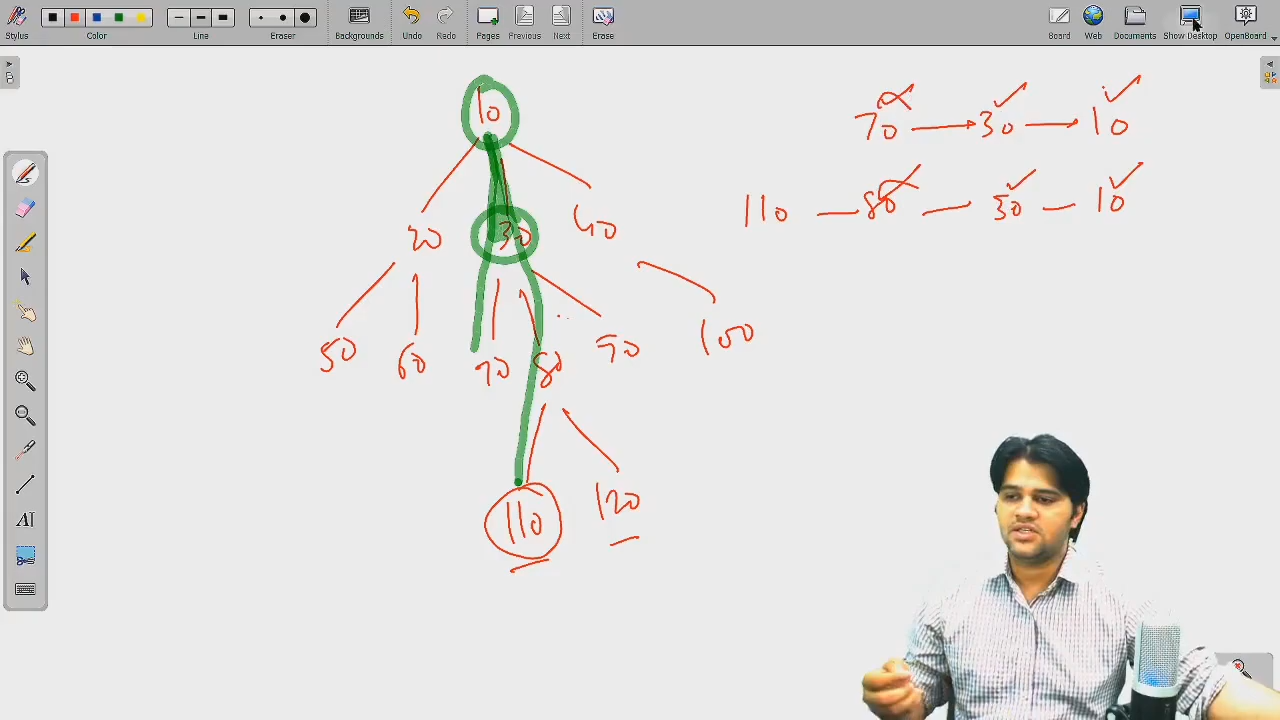 Stylus Color Line Eraser Backgrounds Undo Redo Pages Previous Next Erase Board Web Documents Show Desktop OpenBoard
10
70 → 30 → 10
110 — 80 — 30 — 10
20 30 40
50 60 70 80 90 100
110 120